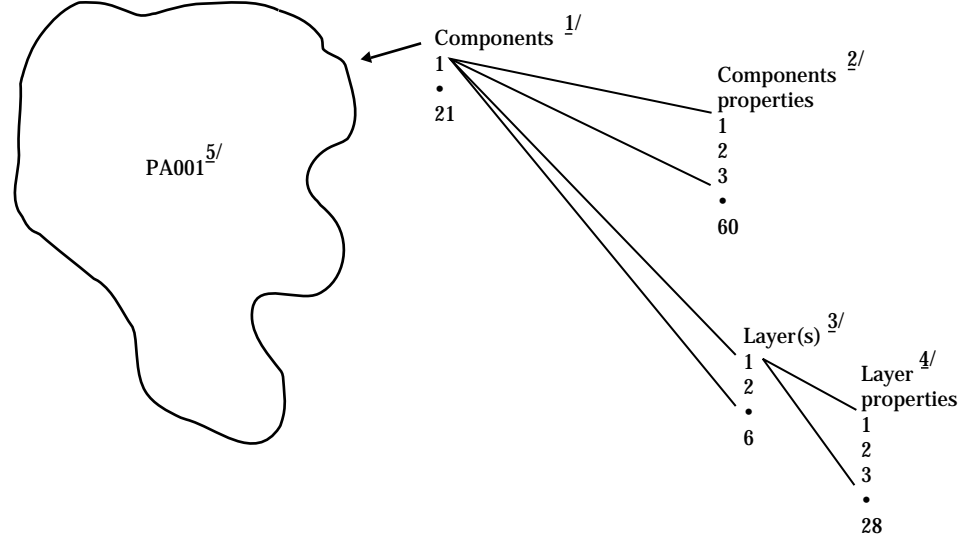 Components 1/
1
•
21
Components 2/
properties
1
2
3
•
60
PA001 5/
Layer(s) 3/
1
2
•
6
Layer 4/
properties
1
2
3
•
28